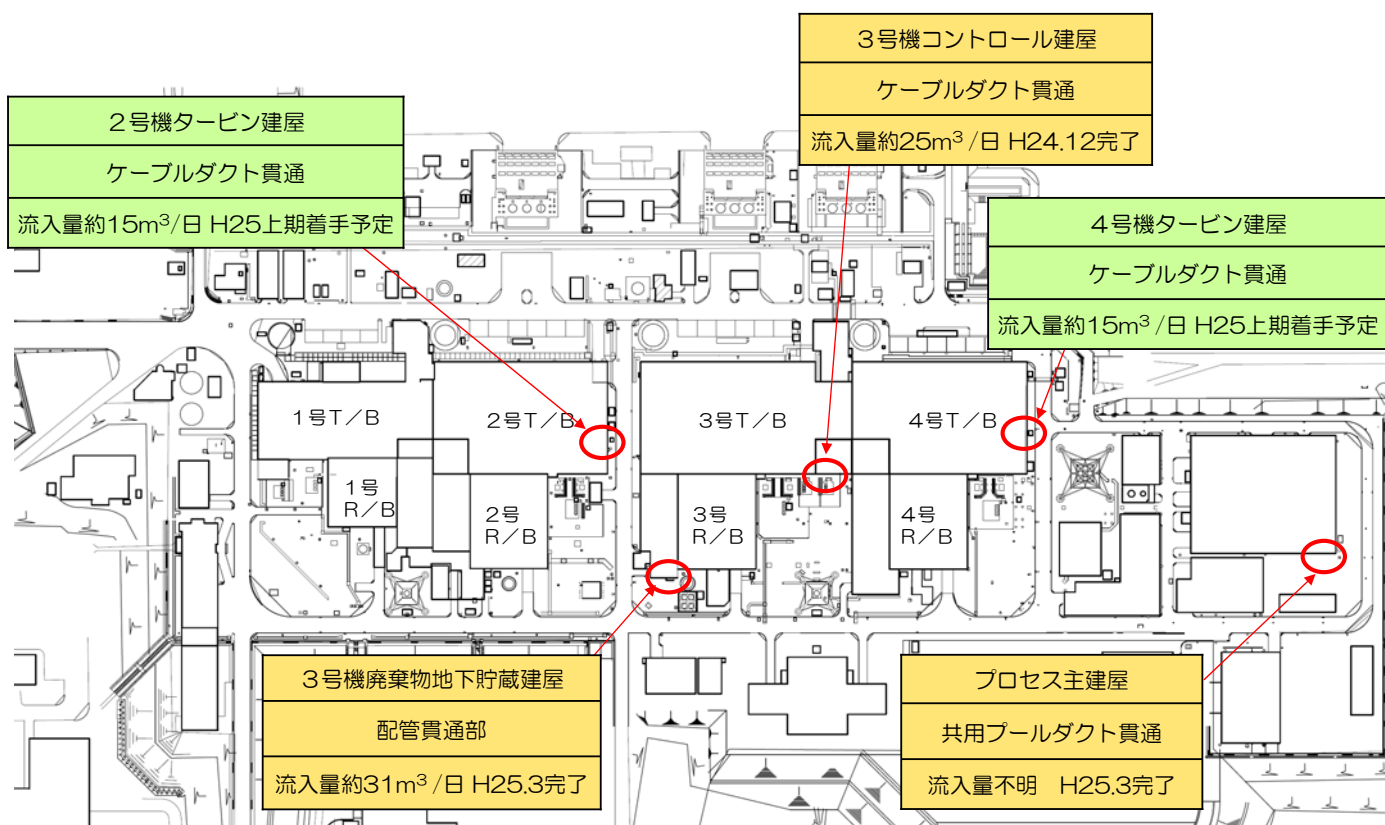 ３号機コントロール建屋
ケーブルダクト貫通
流入量約25m³/日 H24.12完了
２号機タービン建屋
ケーブルダクト貫通
流入量約15m³/日 H25上期着手予定
４号機タービン建屋
ケーブルダクト貫通
流入量約15m³/日 H25上期着手予定
１号Ｔ／Ｂ
２号Ｔ／Ｂ
３号Ｔ／Ｂ
４号Ｔ／Ｂ
１号
Ｒ／Ｂ
２号
Ｒ／Ｂ
３号
Ｒ／Ｂ
４号
Ｒ／Ｂ
３号機廃棄物地下貯蔵建屋
配管貫通部
流入量約31m³/日 H25.3完了
プロセス主建屋
共用プールダクト貫通
流入量不明　H25.3完了